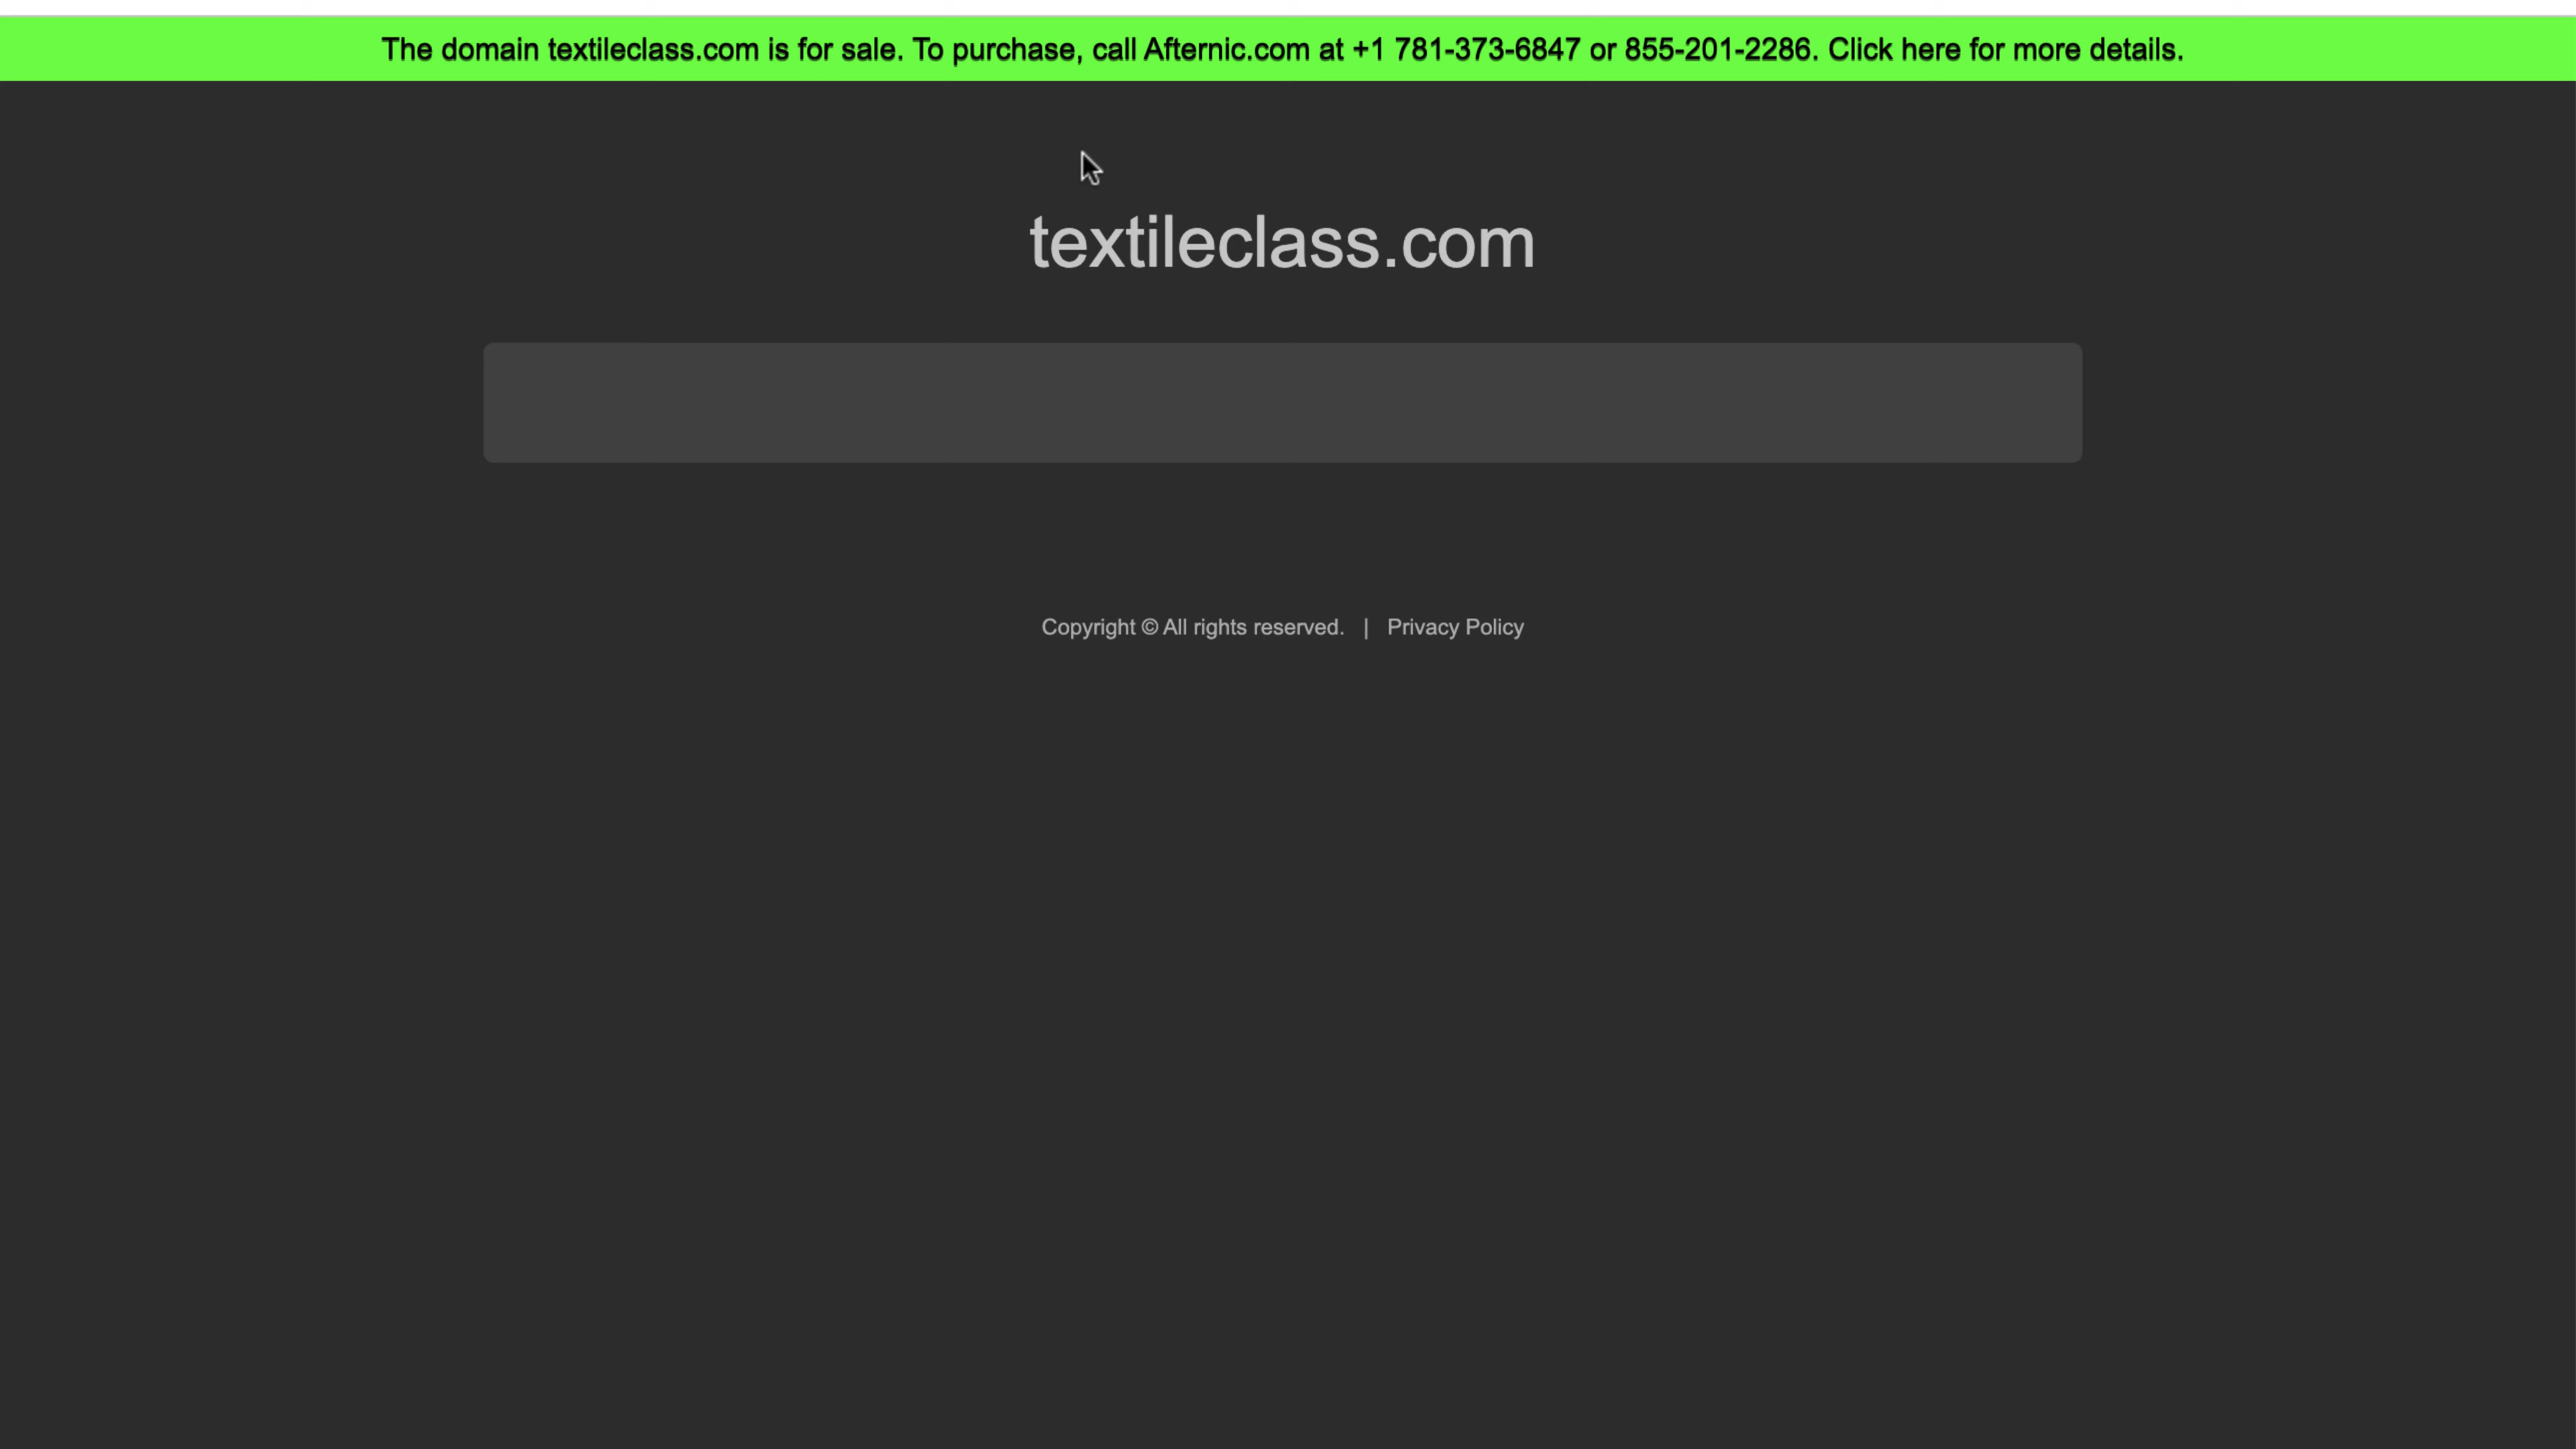 The domain textileclass.com is for sale. To purchase, call Afternic.com at +1 781-373-6847 or 855-201-2286. Click here for more details.
textileclass.com
Copyright © All rights reserved. | Privacy Policy